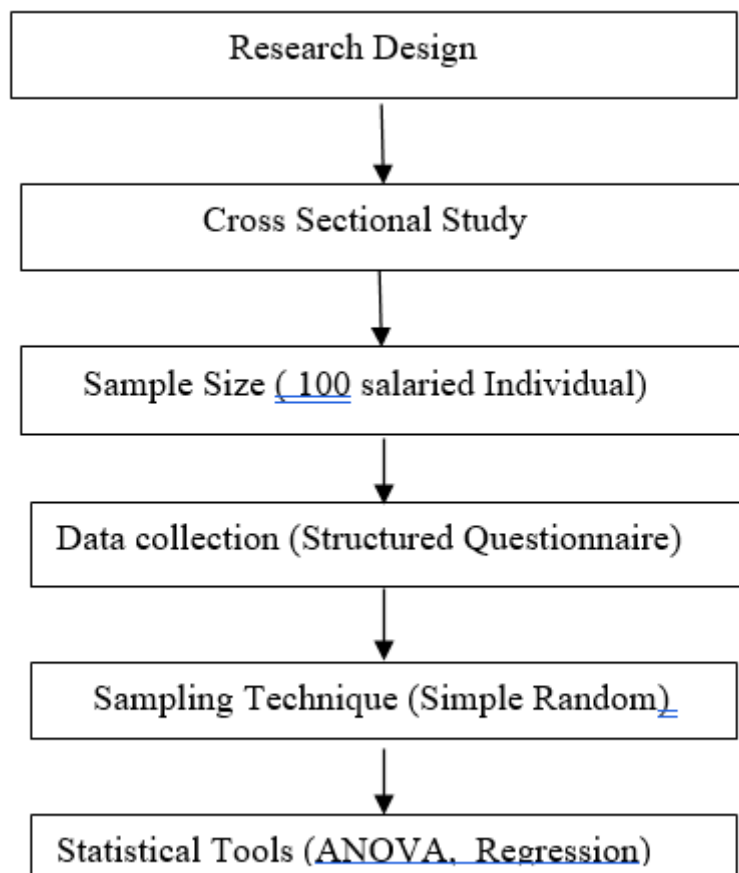 Research Design
Cross Sectional Study
Sample Size ( 100 salaried Individual)
Data collection (Structured Questionnaire)
Sampling Technique (Simple Random)
Statistical Tools (ANOVA, Regression)